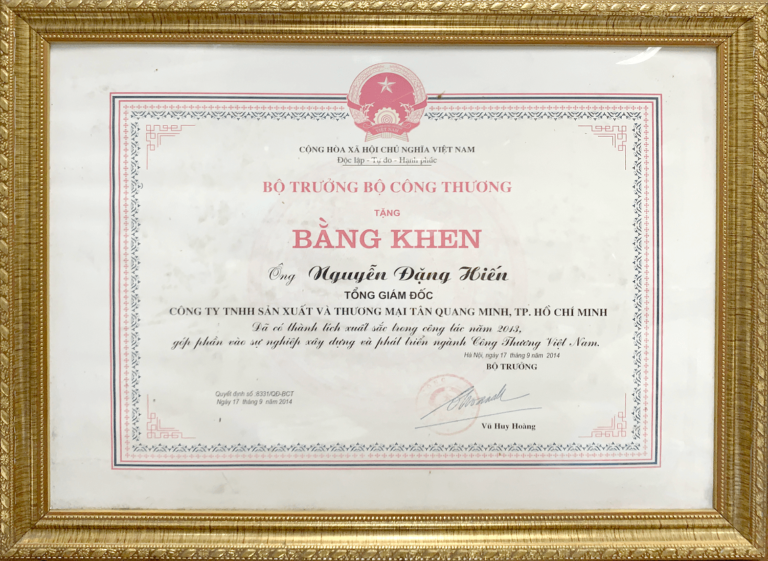 VIỆT NAM
CỘNG HÒA XÃ HỘI CHỦ NGHĨA VIỆT NAM
Độc lập - Tự do - Hạnh phúc
BỘ TRƯỞNG BỘ CÔNG THƯƠNG
TẶNG
BẰNG KHEN
Ông Nguyễn Đặng Hiến
TỔNG GIÁM ĐỐC
CÔNG TY TNHH SẢN XUẤT VÀ THƯƠNG MẠI TÂN QUANG MINH, TP. HỒ CHÍ MINH
Đã có thành tích xuất sắc trong công tác năm 2013,
góp phần vào sự nghiệp xây dựng và phát triển ngành Công Thương Việt Nam.
Hà Nội, ngày 17 tháng 9 năm 2014
BỘ TRƯỞNG
Quyết định số :8331/QĐ-BCT
Ngày 17 tháng 9 năm 2014
Vũ Huy Hoàng